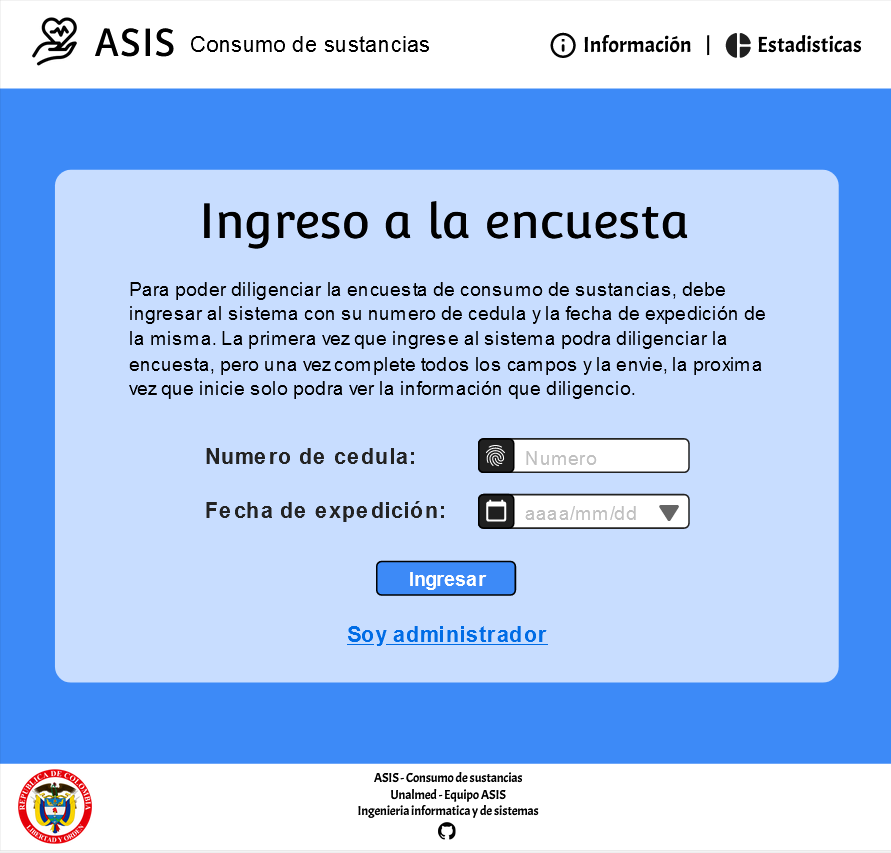 ASIS Consumo de sustancias
Información | Estadisticas
Ingreso a la encuesta
Para poder diligenciar la encuesta de consumo de sustancias, debe
ingresar al sistema con su numero de cedula y la fecha de expedición de
la misma. La primera vez que ingrese al sistema podra diligenciar la
encuesta, pero una vez complete todos los campos y la envie, la proxima
vez que inicie solo podra ver la información que diligencio.
Numero de cedula: Numero
Fecha de expedición: aaaa/mm/dd
Ingresar
Soy administrador
REPUBLICA DE COLOMBIA
LIBERTAD Y ORDEN
ASIS - Consumo de sustancias
Unalmed - Equipo ASIS
Ingenieria informatica y de sistemas